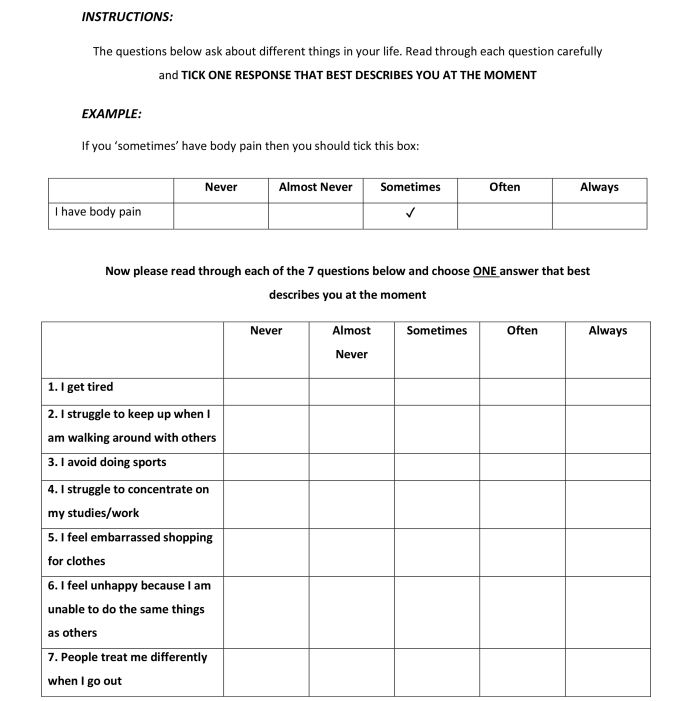 INSTRUCTIONS:
The questions below ask about different things in your life. Read through each question carefully
and TICK ONE RESPONSE THAT BEST DESCRIBES YOU AT THE MOMENT
EXAMPLE:
If you ‘sometimes’ have body pain then you should tick this box:
Never Almost Never Sometimes Often Always
I have body pain ✓
Now please read through each of the 7 questions below and choose ONE answer that best
describes you at the moment
Never Almost Sometimes Often Always
Never
1. I get tired
2. I struggle to keep up when I
am walking around with others
3. I avoid doing sports
4. I struggle to concentrate on
my studies/work
5. I feel embarrassed shopping
for clothes
6. I feel unhappy because I am
unable to do the same things
as others
7. People treat me differently
when I go out